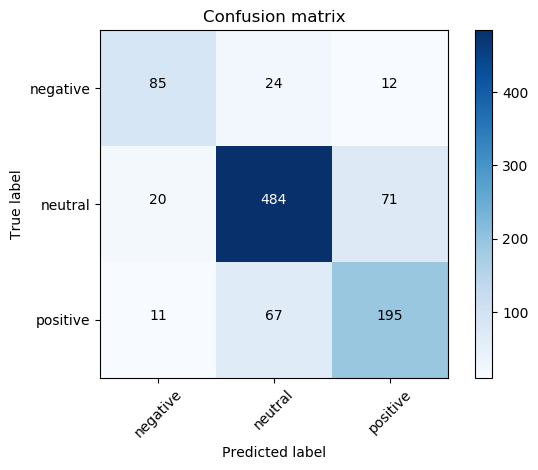 Confusion matrix
negative
85 24 12
neutral
20 484 71
positive
11 67 195
negative neutral positive
True label
Predicted label
400
300
200
100